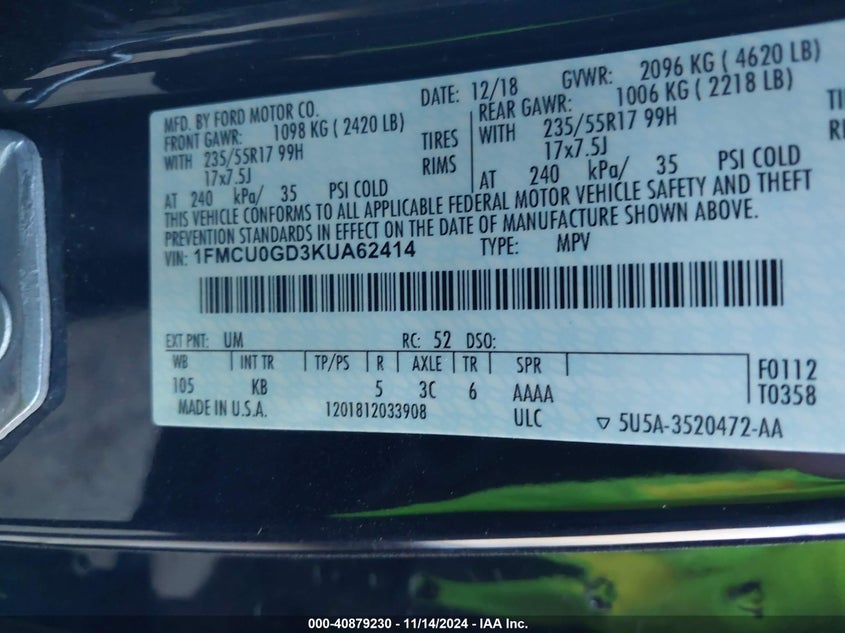 MFD. BY FORD MOTOR CO. DATE: 12/18 GVWR: 2096 KG ( 4620 LB)
FRONT GAWR: 1098 KG ( 2420 LB) REAR GAWR: 1006 KG ( 2218 LB)
WITH 235/55R17 99H TIRES WITH 235/55R17 99H
17x7.5J RIMS 17x7.5J
AT 240 kPa/ 35 PSI COLD AT 240 kPa/ 35 PSI COLD
THIS VEHICLE CONFORMS TO ALL APPLICABLE FEDERAL MOTOR VEHICLE SAFETY AND THEFT
PREVENTION STANDARDS IN EFFECT ON THE DATE OF MANUFACTURE SHOWN ABOVE.
VIN: 1FMCU0GD3KUA62414 TYPE: MPV
EXT PNT: UM RC: 52 DSO:
WB INT TR TP/PS R AXLE TR SPR F0112
105 KB 5 3C 6 AAAA T0358
MADE IN U.S.A. 1201812033908 ULC ▽ 5U5A-3520472-AA
000-40879230 - 11/14/2024 - IAAI USA Inc.